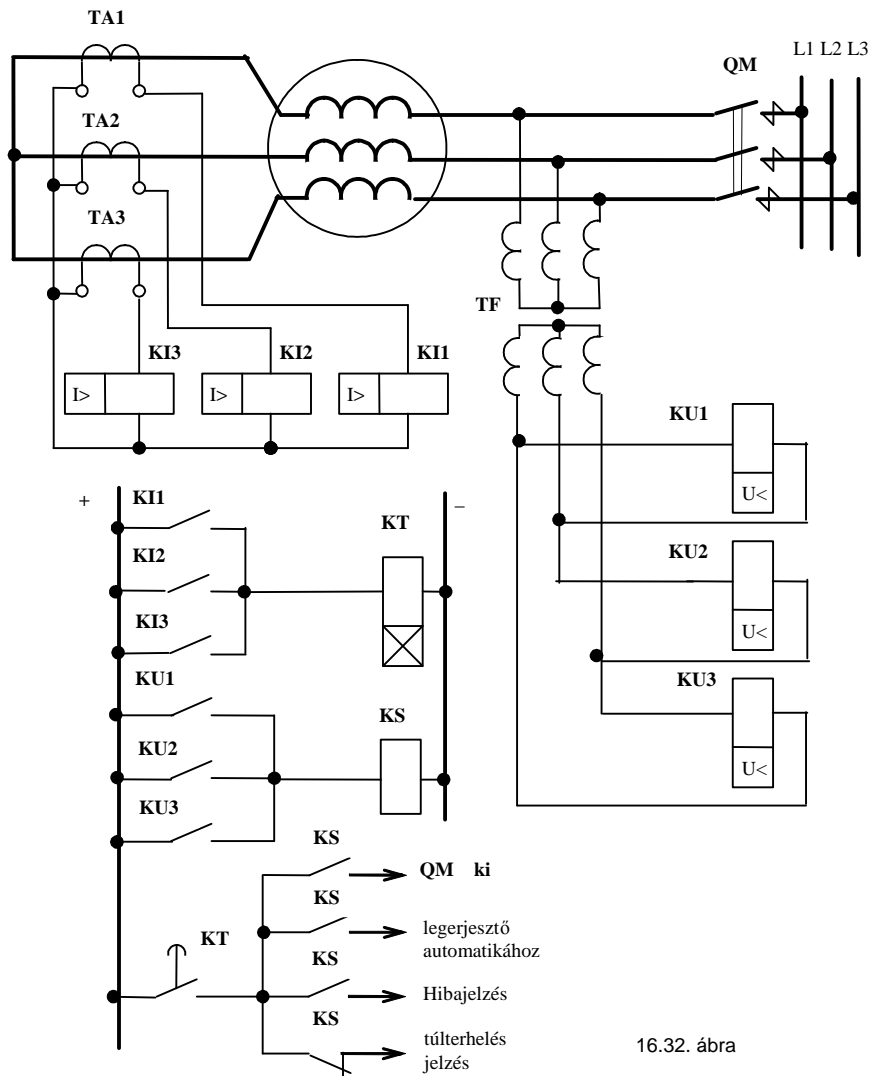 TA1
L1 L2 L3
QM
TA2
TA3
TF
KI3 KI2 KI1
I> I> I>
KU1
U<
KU2
U<
KU3
U<
+ –
KI1
KT
KI2
KI3
KU1
KS
KU2
KU3
KS
QM ki
KS
KT
legerjesztő
automatikához
KS
Hibajelzés
KS
túlterhelés
jelzés
16.32. ábra